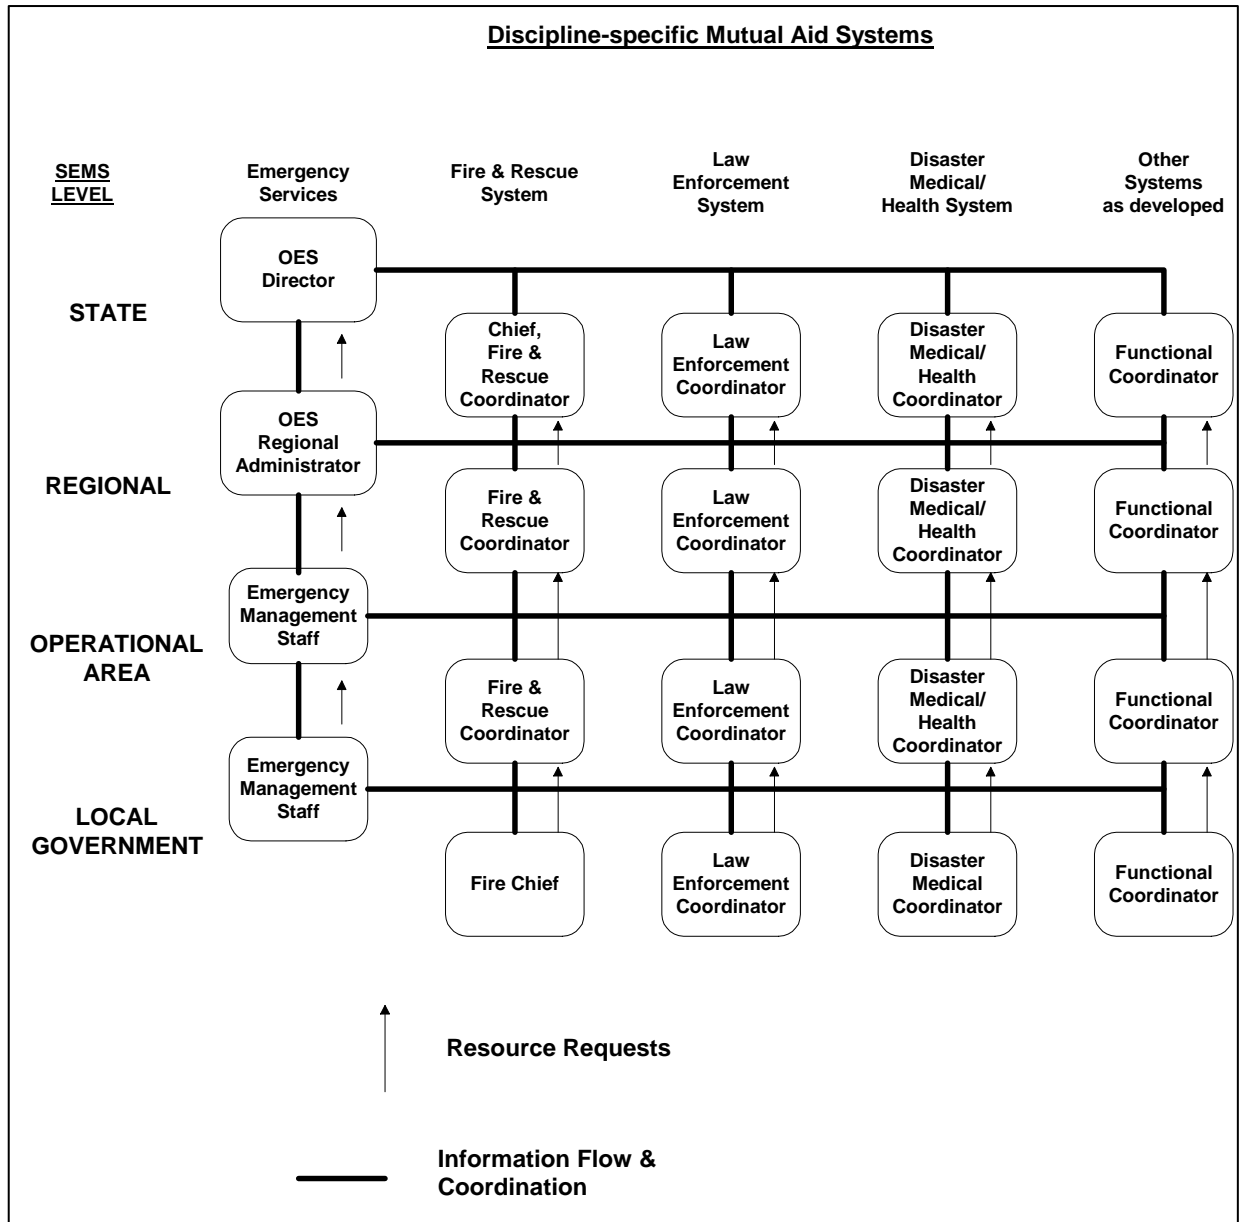 Discipline-specific Mutual Aid Systems
SEMS
LEVEL
Emergency
Services
Fire & Rescue
System
Law
Enforcement
System
Disaster
Medical/
Health System
Other
Systems
as developed
STATE
OES
Director
Chief,
Fire &
Rescue
Coordinator
Law
Enforcement
Coordinator
Disaster
Medical/
Health
Coordinator
Functional
Coordinator
REGIONAL
OES
Regional
Administrator
Fire &
Rescue
Coordinator
Law
Enforcement
Coordinator
Disaster
Medical/
Health
Coordinator
Functional
Coordinator
OPERATIONAL
AREA
Emergency
Management
Staff
Fire &
Rescue
Coordinator
Law
Enforcement
Coordinator
Disaster
Medical/
Health
Coordinator
Functional
Coordinator
LOCAL
GOVERNMENT
Emergency
Management
Staff
Fire Chief
Law
Enforcement
Coordinator
Disaster
Medical
Coordinator
Functional
Coordinator
Resource Requests
Information Flow &
Coordination